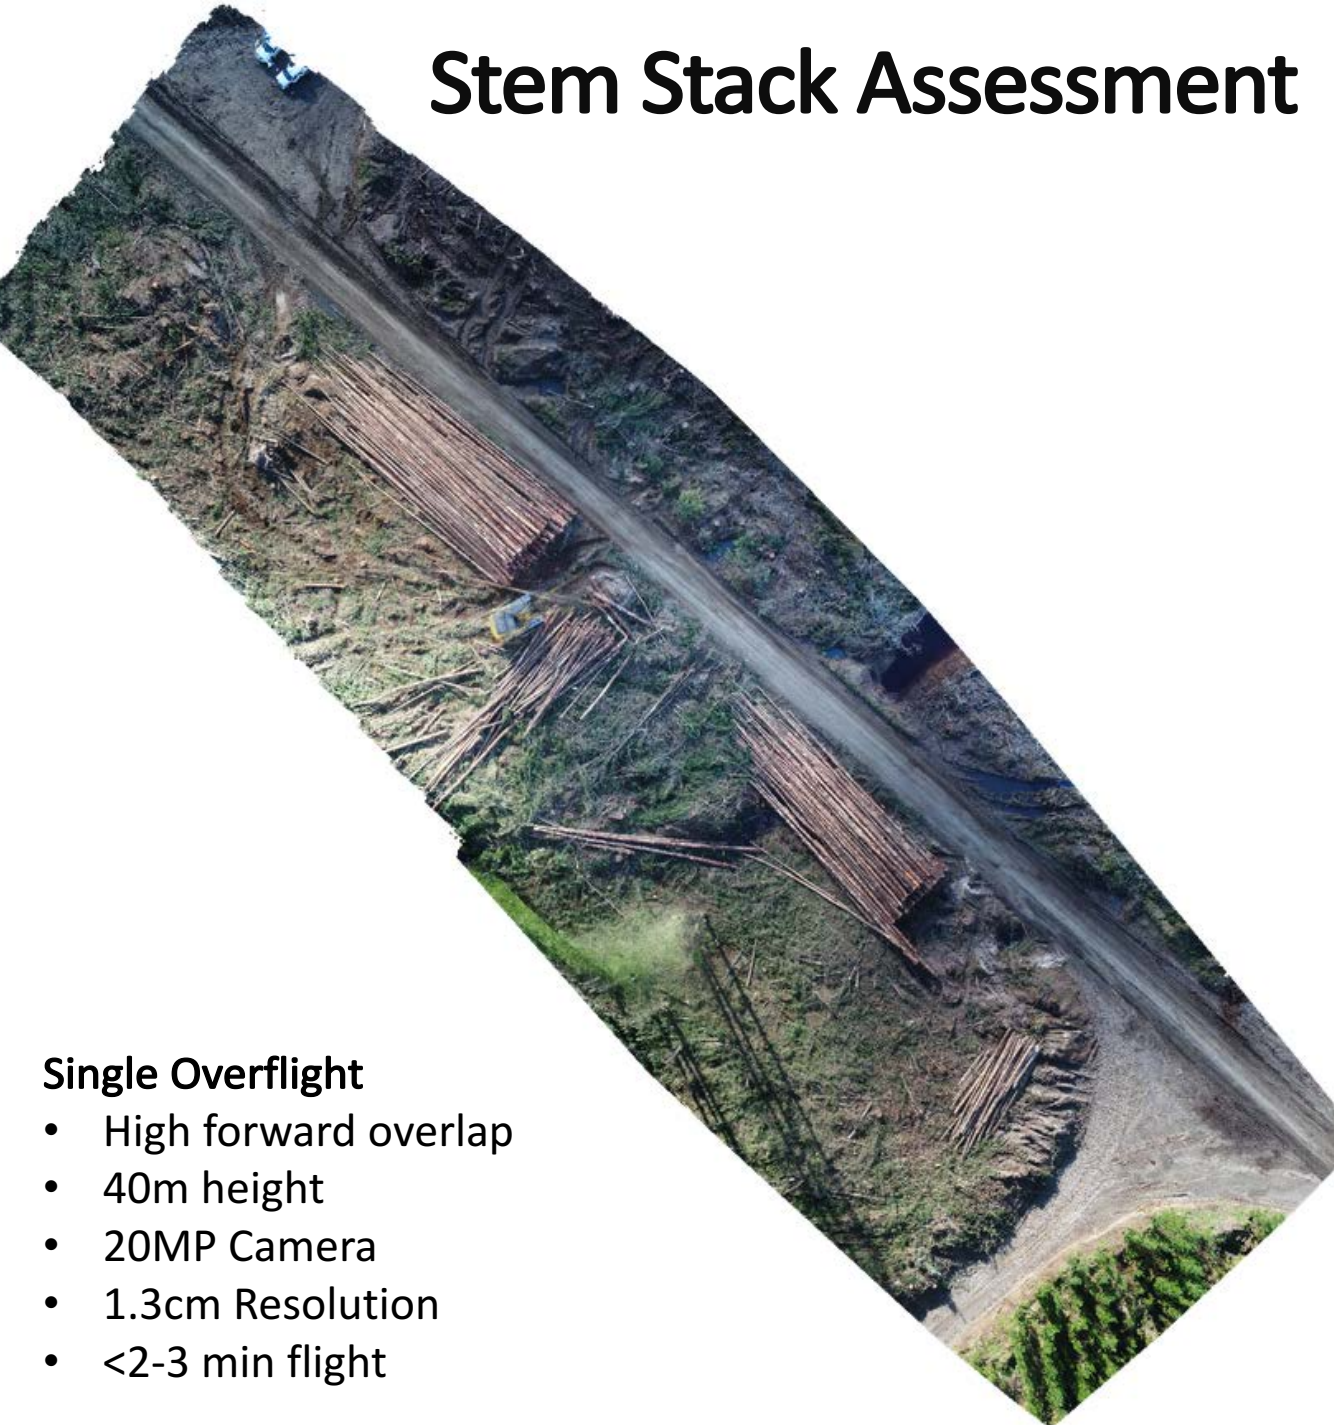 Stem Stack Assessment
Single Overflight
• High forward overlap
• 40m height
• 20MP Camera
• 1.3cm Resolution
• <2-3 min flight